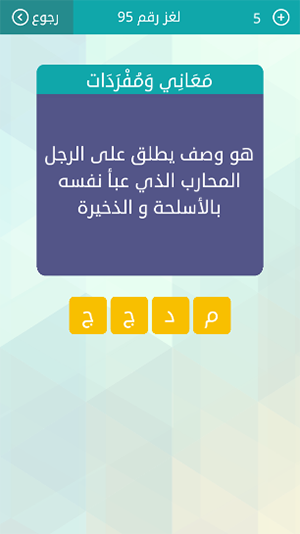 رجوع
لغز رقم 95
5
مَعَانِي وَمُفْرَدَات
هو وصف يطلق على الرجل
المحارب الذي عبأ نفسه
بالأسلحة و الذخيرة
م د ج ج